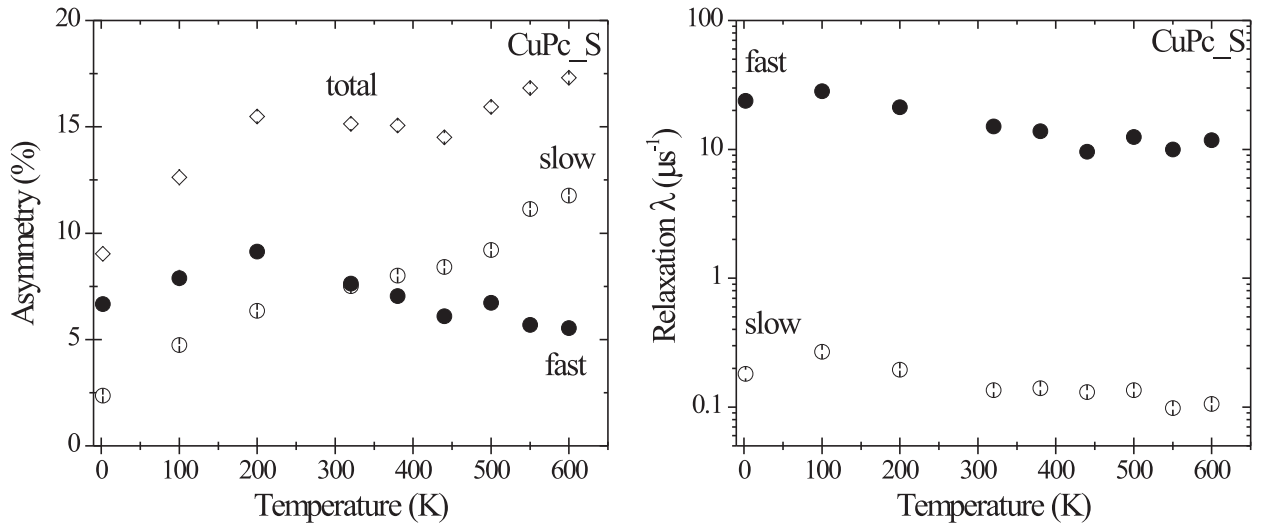 20
15
10
5
0
Asymmetry (%)
CuPc_S
total
slow
fast
0 100 200 300 400 500 600
Temperature (K)
100
10
1
0.1
Relaxation λ (μs⁻¹)
CuPc_S
fast
slow
0 100 200 300 400 500 600
Temperature (K)